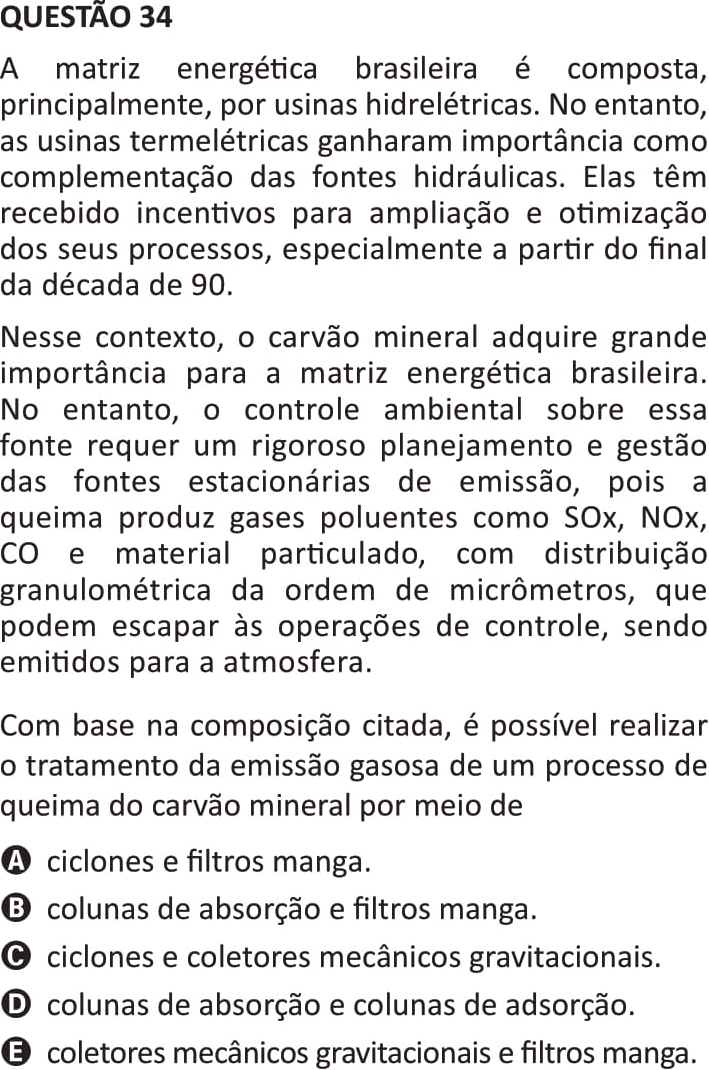 QUESTÃO 34
A matriz energética brasileira é composta,
principalmente, por usinas hidrelétricas. No entanto,
as usinas termelétricas ganharam importância como
complementação das fontes hidráulicas. Elas têm
recebido incentivos para ampliação e otimização
dos seus processos, especialmente a partir do final
da década de 90.
Nesse contexto, o carvão mineral adquire grande
importância para a matriz energética brasileira.
No entanto, o controle ambiental sobre essa
fonte requer um rigoroso planejamento e gestão
das fontes estacionárias de emissão, pois a
queima produz gases poluentes como SOx, NOx,
CO e material particulado, com distribuição
granulométrica da ordem de micrômetros, que
podem escapar às operações de controle, sendo
emitidos para a atmosfera.
Com base na composição citada, é possível realizar
o tratamento da emissão gasosa de um processo de
queima do carvão mineral por meio de
A ciclones e filtros manga.
B colunas de absorção e filtros manga.
C ciclones e coletores mecânicos gravitacionais.
D colunas de absorção e colunas de adsorção.
E coletores mecânicos gravitacionais e filtros manga.